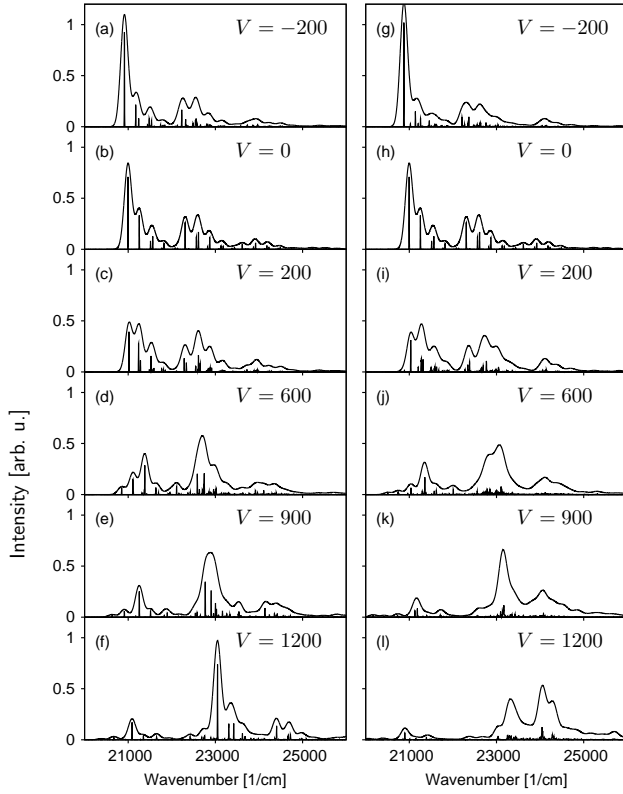 (a) V = −200
(g) V = −200
1
0.5
0
(b) V = 0
(h) V = 0
1
0.5
0
(c) V = 200
(i) V = 200
1
0.5
0
(d) V = 600
(j) V = 600
1
0.5
0
(e) V = 900
(k) V = 900
1
0.5
0
(f) V = 1200
(l) V = 1200
1
0.5
0
Intensity [arb. u.]
21000 23000 25000
21000 23000 25000
Wavenumber [1/cm]
Wavenumber [1/cm]